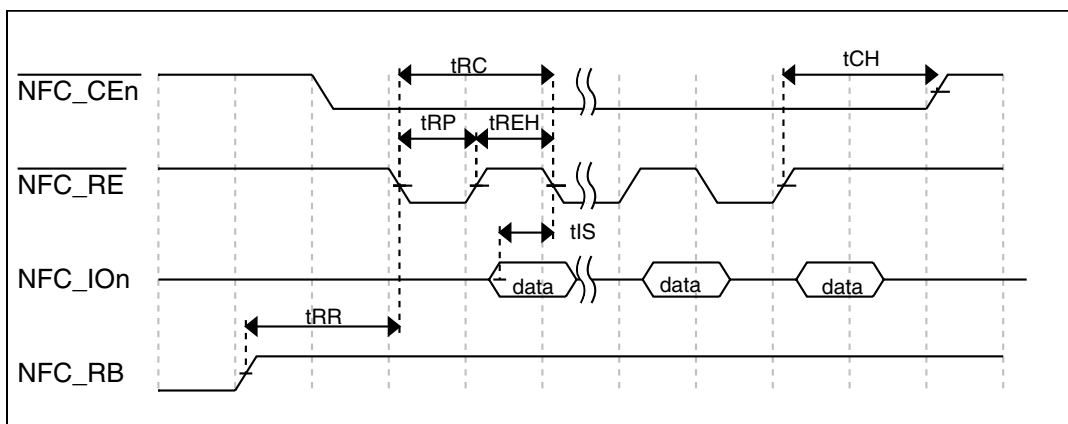 tRC
tCH
NFC_CEn
tRP
tREH
NFC_RE
tIS
NFC_IOn
data
data
data
tRR
NFC_RB